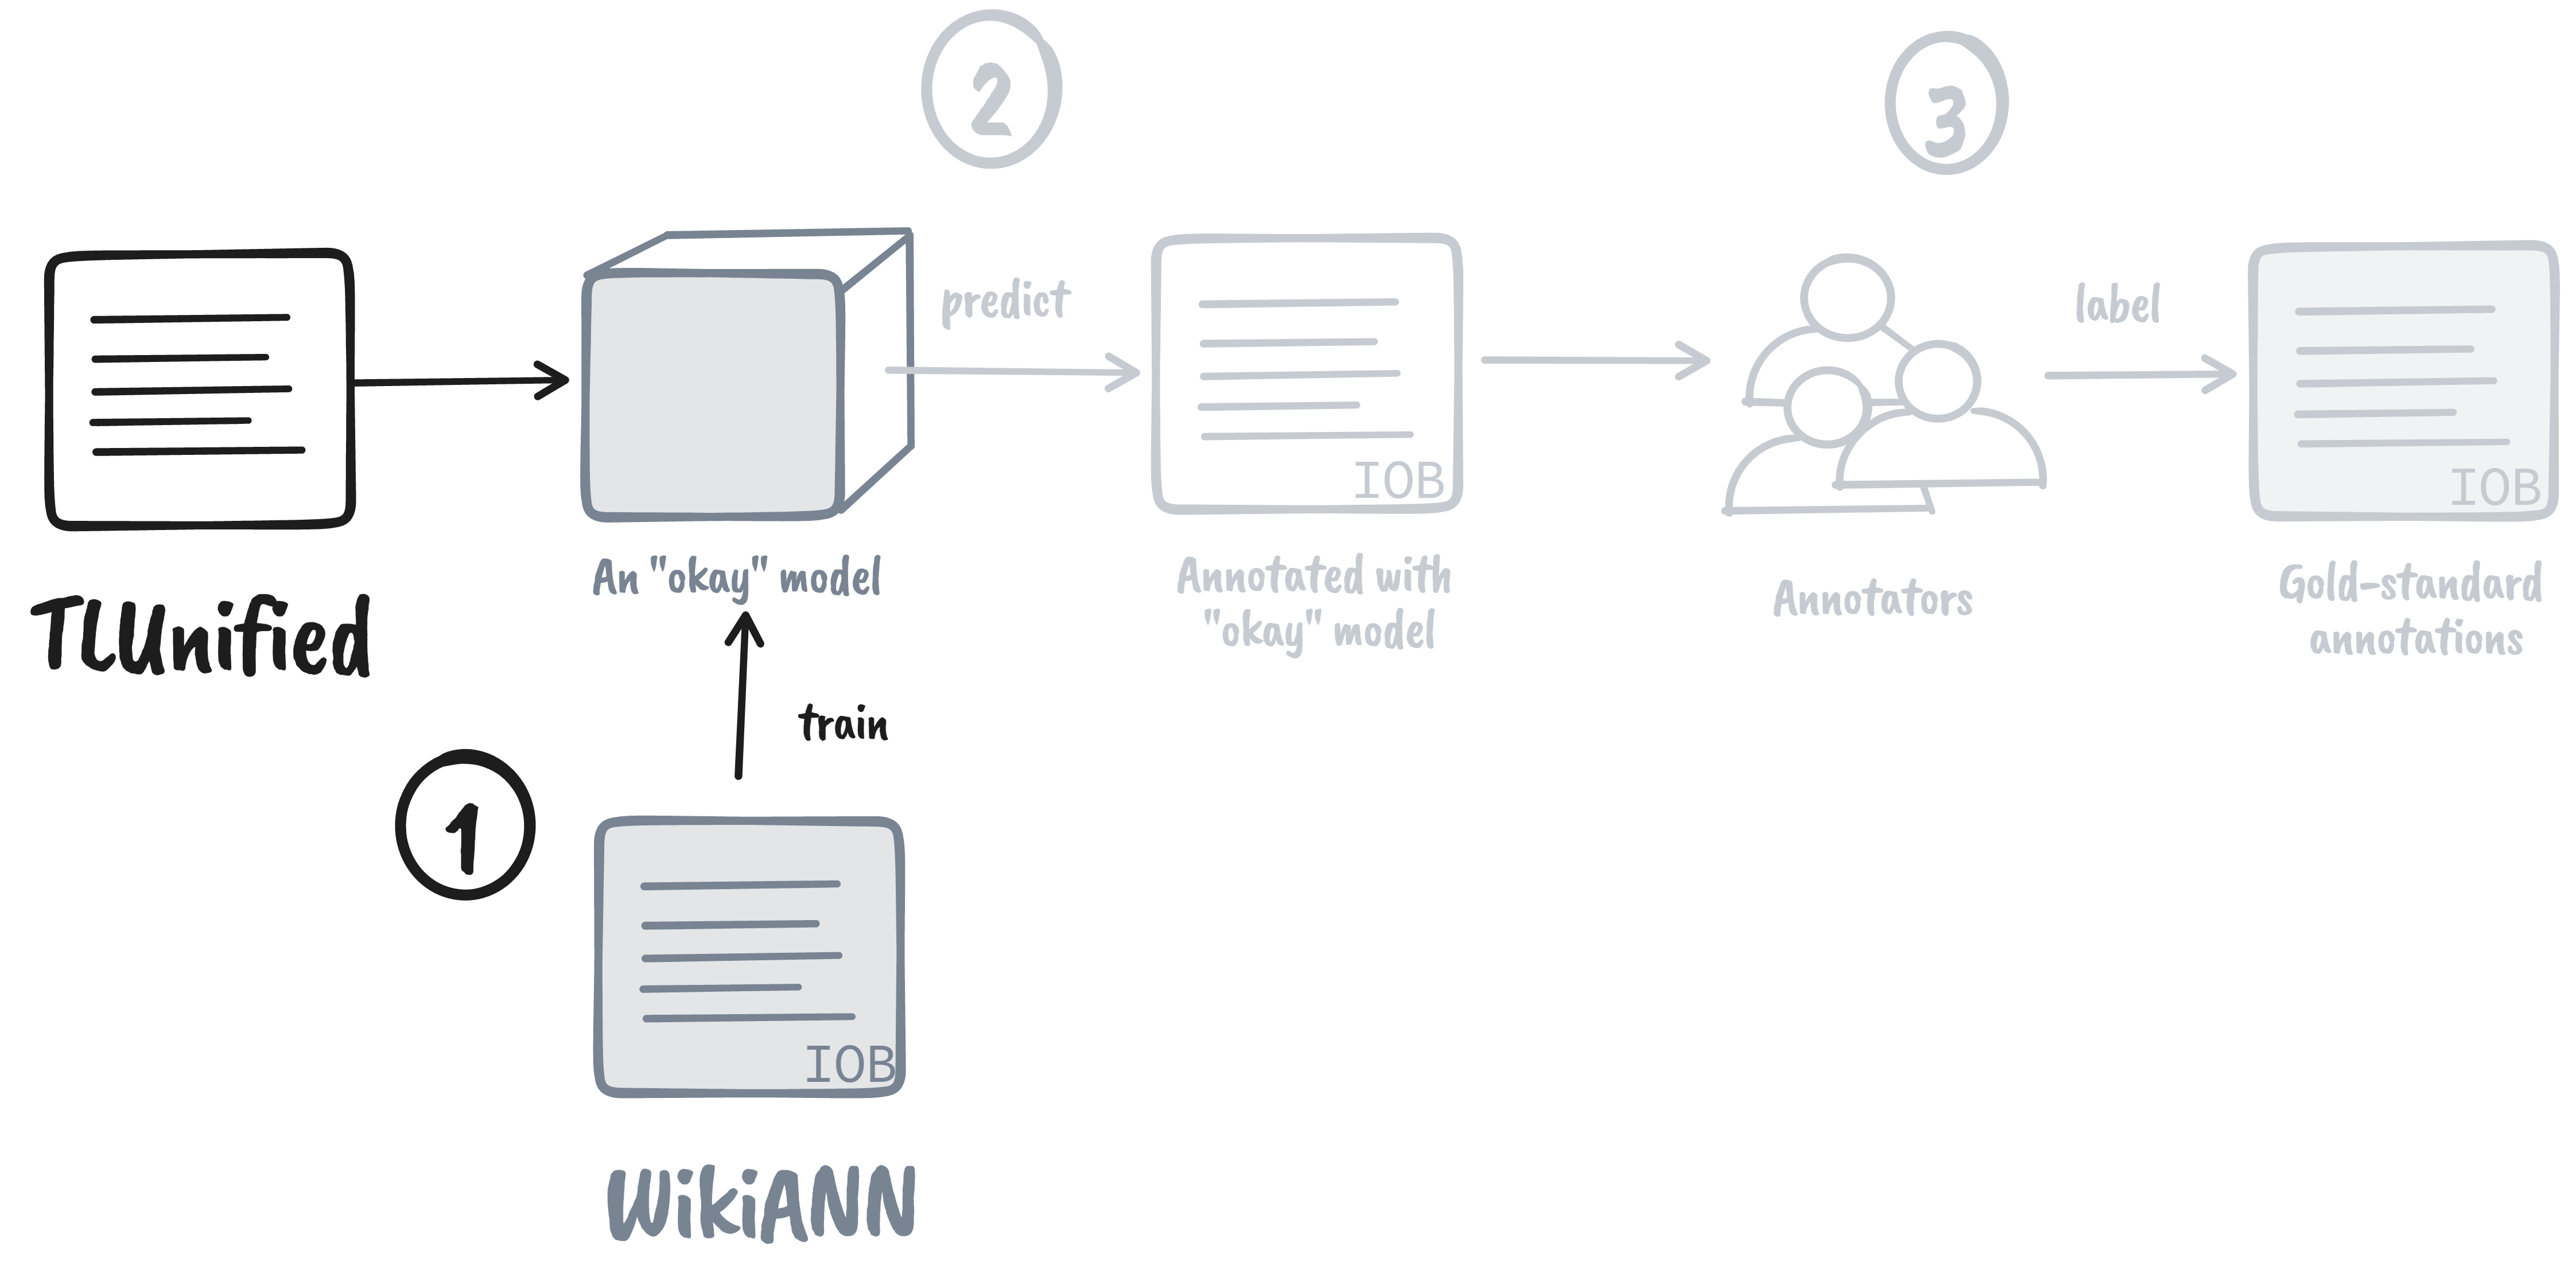 2
3
predict
label
IOB
IOB
An "okay" model
Annotated with
"okay" model
Annotators
Gold-standard
annotations
TLUnified
train
1
IOB
WikiANN